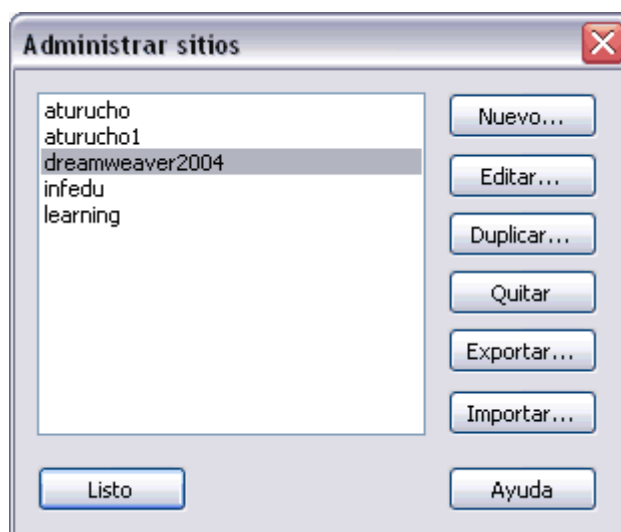 Administrar sitios
aturucho
aturucho1
dreamweaver2004
infedu
learning
Nuevo...
Editar...
Duplicar...
Quitar
Exportar...
Importar...
Listo
Ayuda